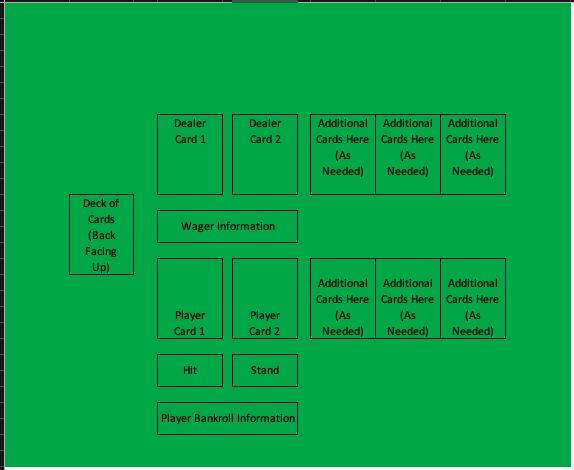 Dealer
Card 1
Dealer
Card 2
Additional
Cards Here
(As
Needed)
Additional
Cards Here
(As
Needed)
Additional
Cards Here
(As
Needed)
Deck of
Cards
(Back
Facing
Up)
Wager Information
Player
Card 1
Player
Card 2
Additional
Cards Here
(As
Needed)
Additional
Cards Here
(As
Needed)
Additional
Cards Here
(As
Needed)
Hit
Stand
Player Bankroll Information